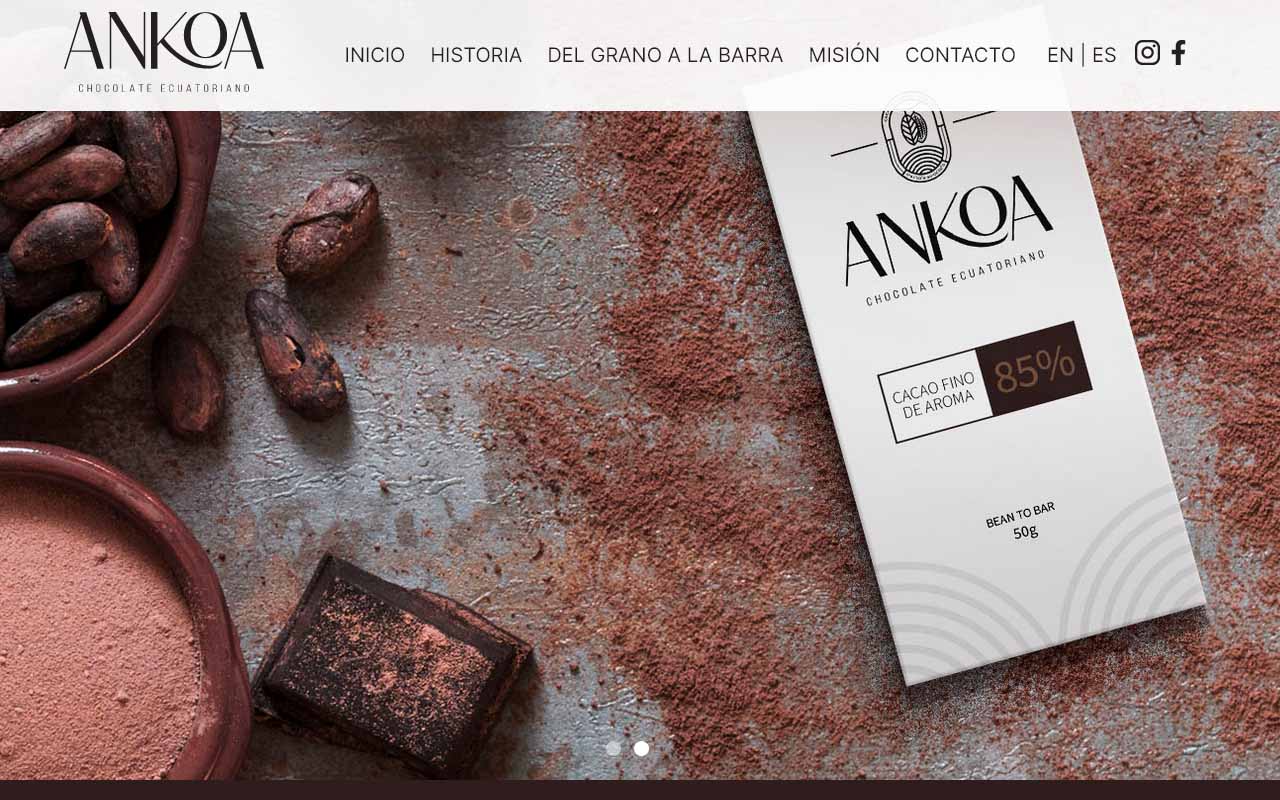 ANKOA
CHOCOLATE ECUATORIANO
INICIO HISTORIA DEL GRANO A LA BARRA MISIÓN CONTACTO EN | ES
ANKOA
CHOCOLATE ECUATORIANO
CACAO FINO
DE AROMA
85%
BEAN TO BAR
50g